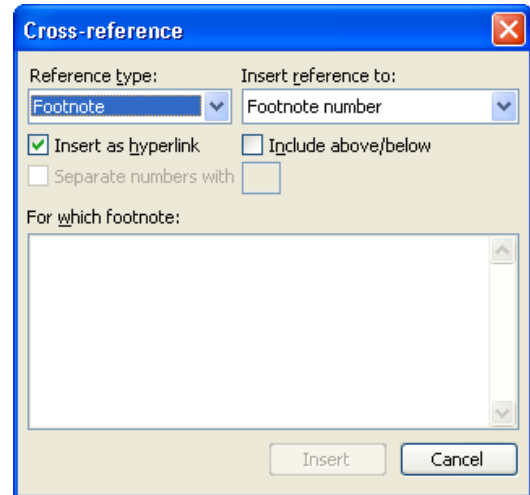 Cross-reference
Reference type: Insert reference to:
Footnote Footnote number
Insert as hyperlink Include above/below
Separate numbers with
For which footnote:
Insert Cancel